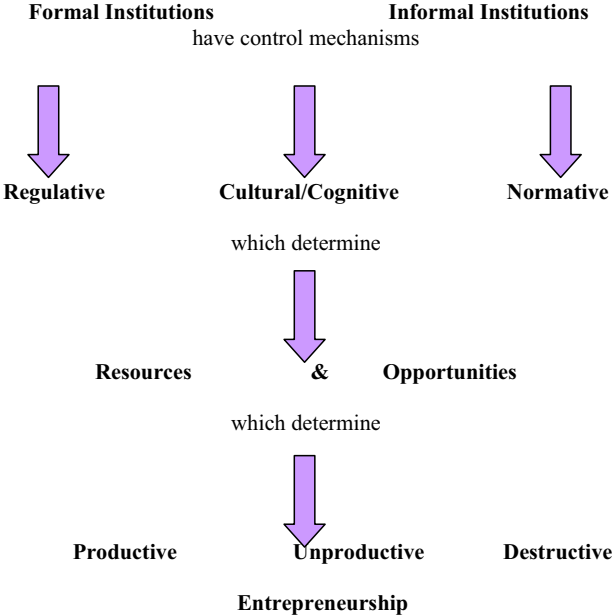 Formal Institutions Informal Institutions
have control mechanisms
Regulative Cultural/Cognitive Normative
which determine
Resources & Opportunities
which determine
Productive Unproductive Destructive
Entrepreneurship